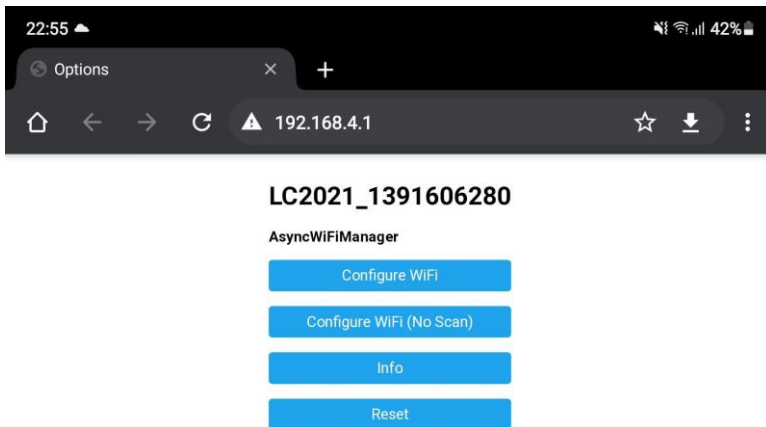 22:55 42%
Options
192.168.4.1
LC2021_1391606280
AsyncWiFiManager
Configure WiFi
Configure WiFi (No Scan)
Info
Reset